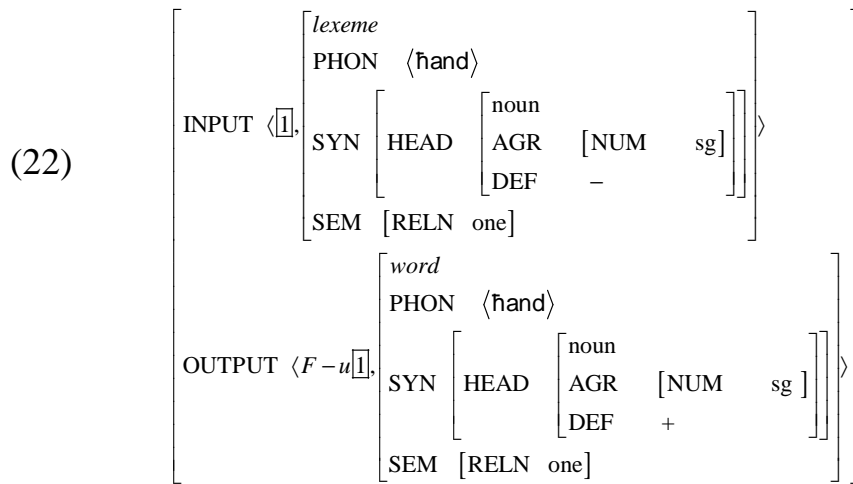 lexeme
PHON ⟨ħand⟩
noun
INPUT ⟨1, SYN HEAD AGR [NUM sg] ⟩
DEF −
(22)
SEM [RELN one]
word
PHON ⟨ħand⟩
noun
OUTPUT ⟨F − u1, SYN HEAD AGR [NUM sg ] ⟩
DEF +
SEM [RELN one]